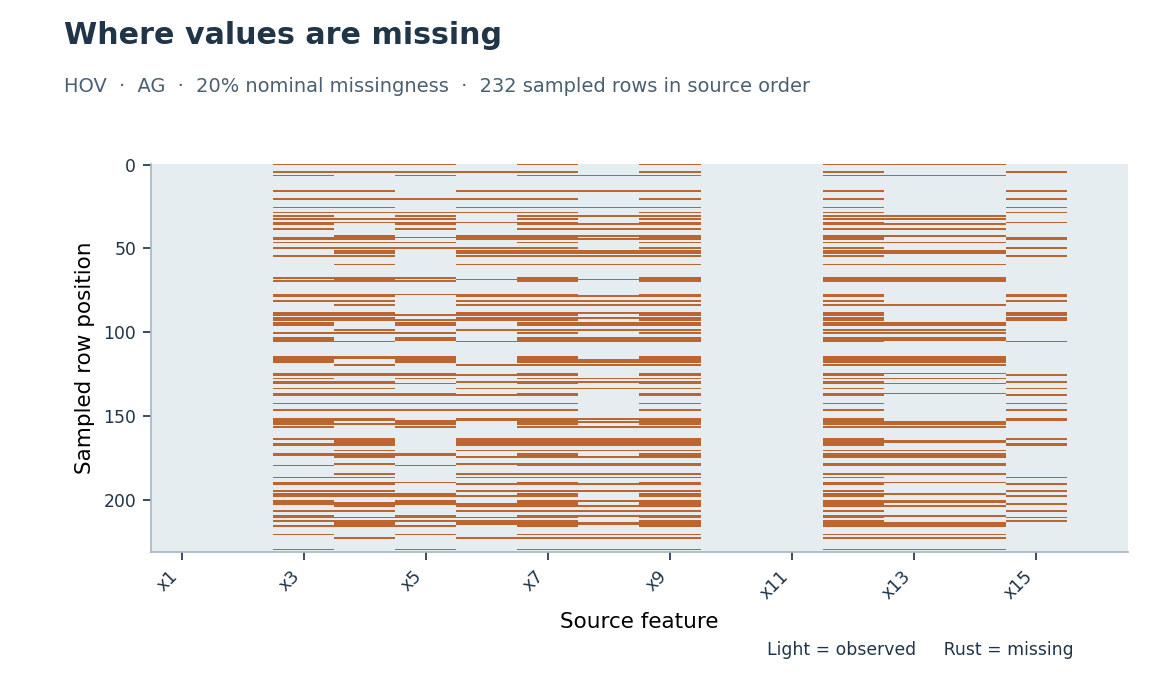 Where values are missing
HOV · AG · 20% nominal missingness · 232 sampled rows in source order
0
50
100
150
200
Sampled row position
x1 x3 x5 x7 x9 x11 x13 x15
Source feature
Light = observed Rust = missing